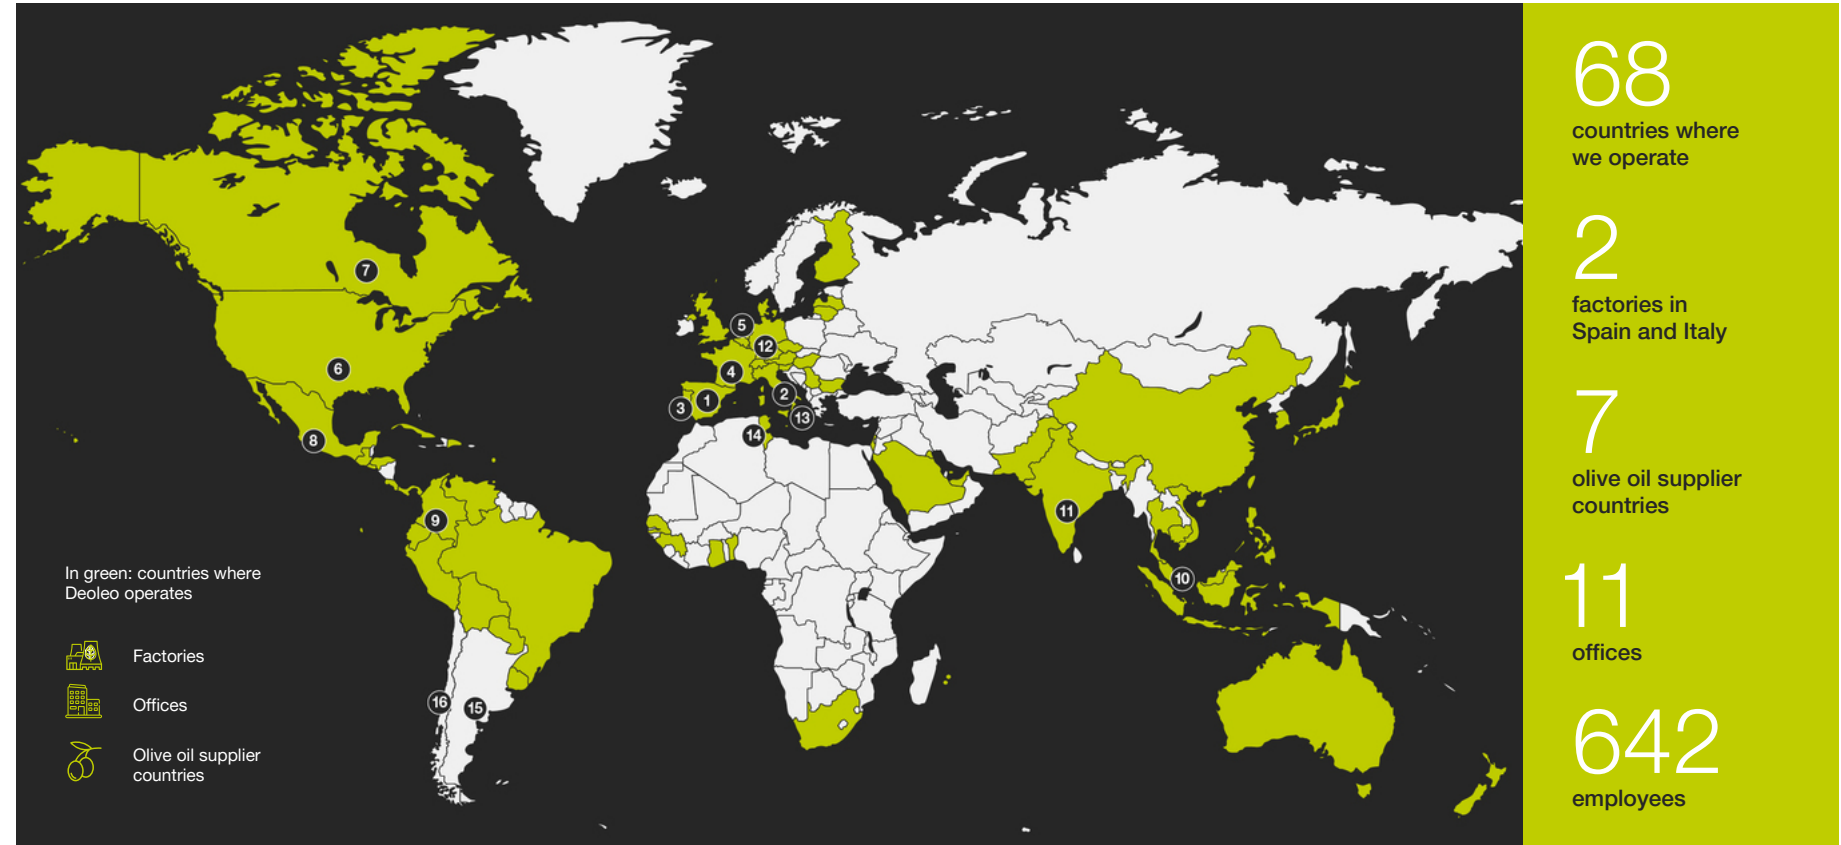 7
5
12
4
6
2
3
1
13
14
8
9
11
10
16
15
In green: countries where
Deoleo operates
Factories
Offices
Olive oil supplier
countries
68
countries where
we operate
2
factories in
Spain and Italy
7
olive oil supplier
countries
11
offices
642
employees